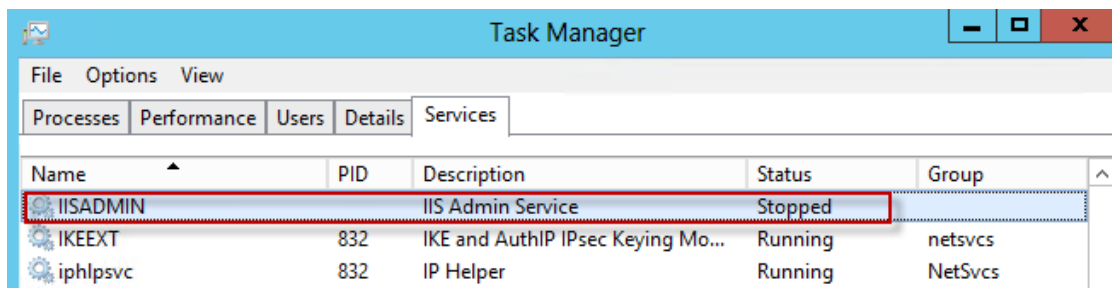 Task Manager
File Options View
Processes Performance Users Details Services
Name PID Description Status Group
IISADMIN IIS Admin Service Stopped
IKEEXT 832 IKE and AuthIP IPsec Keying Mo... Running netsvcs
iphlpsvc 832 IP Helper Running NetSvcs